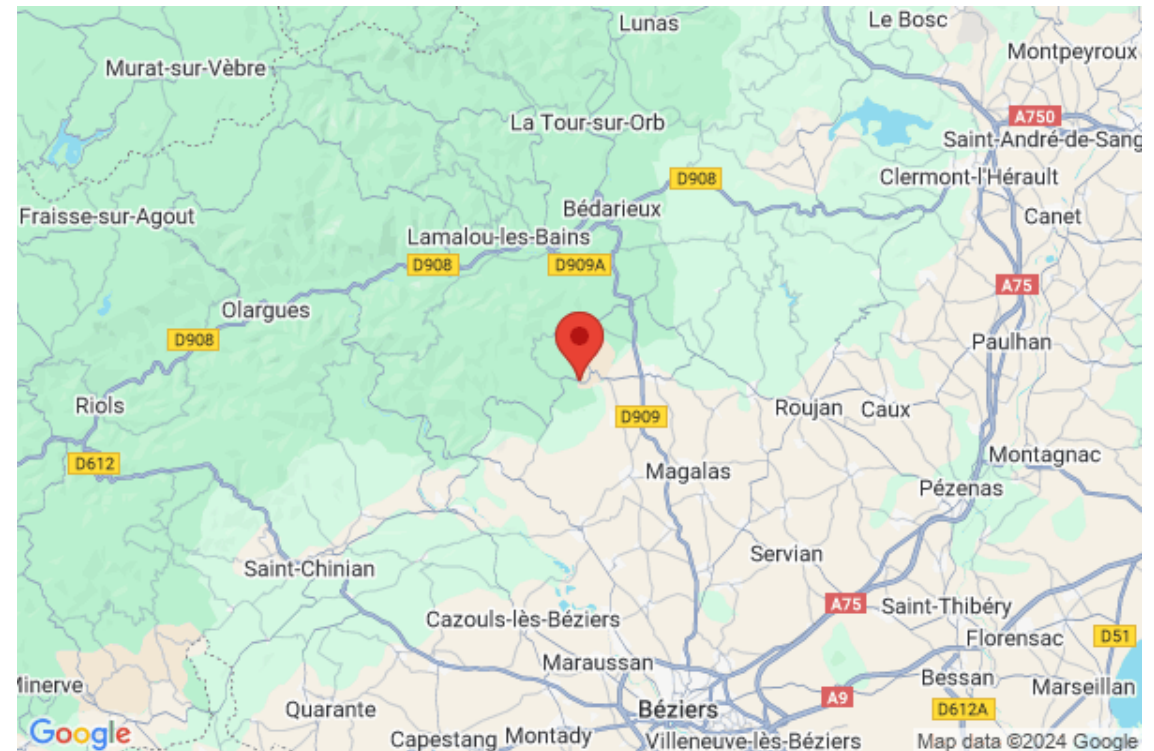 Lunas
Le Bosc
Montpeyroux
Murat-sur-Vèbre
A750
La Tour-sur-Orb
Saint-André-de-Sang
D908
Clermont-l'Hérault
Bédarieux
Fraisse-sur-Agout
Canet
Lamalou-les-Bains
D908
D909A
A75
Olargues
D908
Paulhan
Riols
Roujan
Caux
D909
D612
Montagnac
Magalas
Pézenas
Servian
Saint-Chinian
A75
Saint-Thibéry
Cazouls-lès-Béziers
Florensac
D51
Maraussan
Bessan
Minerve
Marseillan
A9
Quarante
Béziers
D612A
Google
Capestang
Montady
Villeneuve-lès-Béziers
Map data ©2024 Google